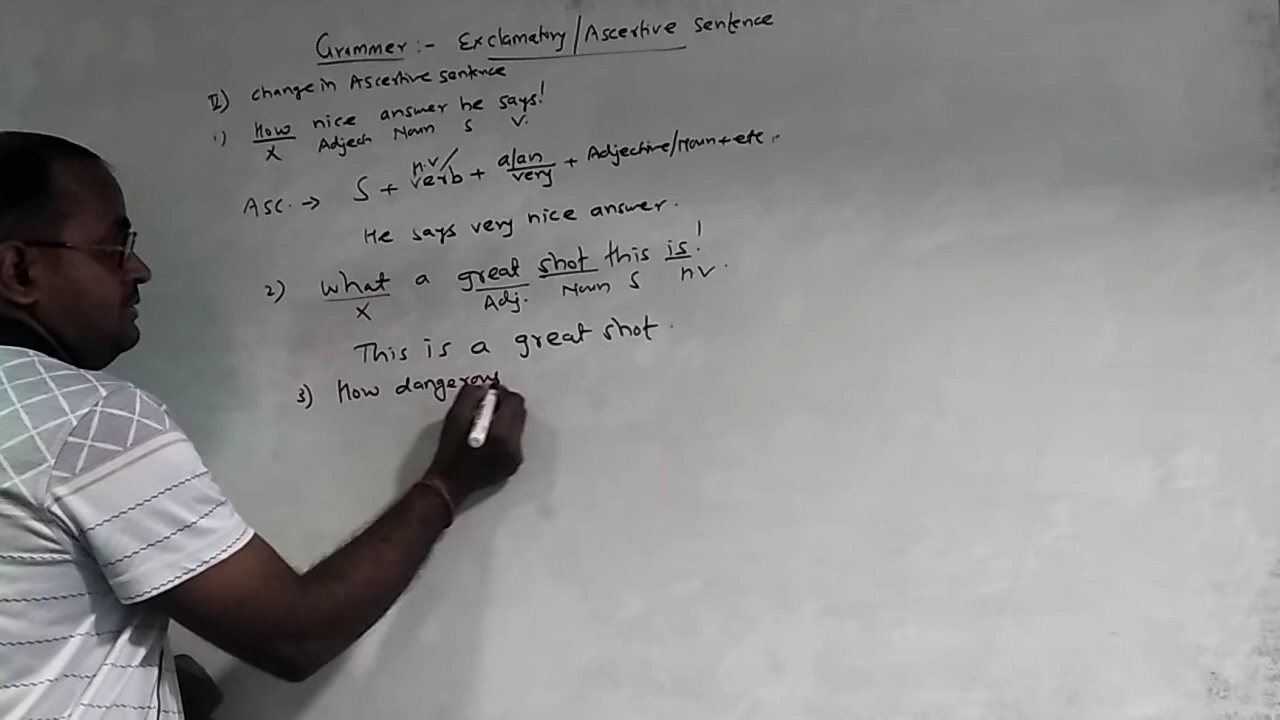 Grammer :- Exclamatory/Ascertive sentence
II) change in Ascertive sentence
1) How nice answer he says!
X Adjech Noun S V.
h.v/
ASC. → S + verb + a/an/very + Adjective/Noun + etc.
He says very nice answer.
2) What a great shot this is!
X Adj. Noun S hv.
This is a great shot.
3) How dangerous